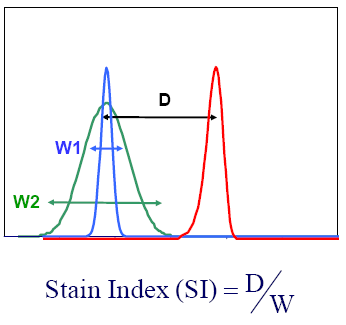 D
W1
W2
Stain Index (SI) = D/W